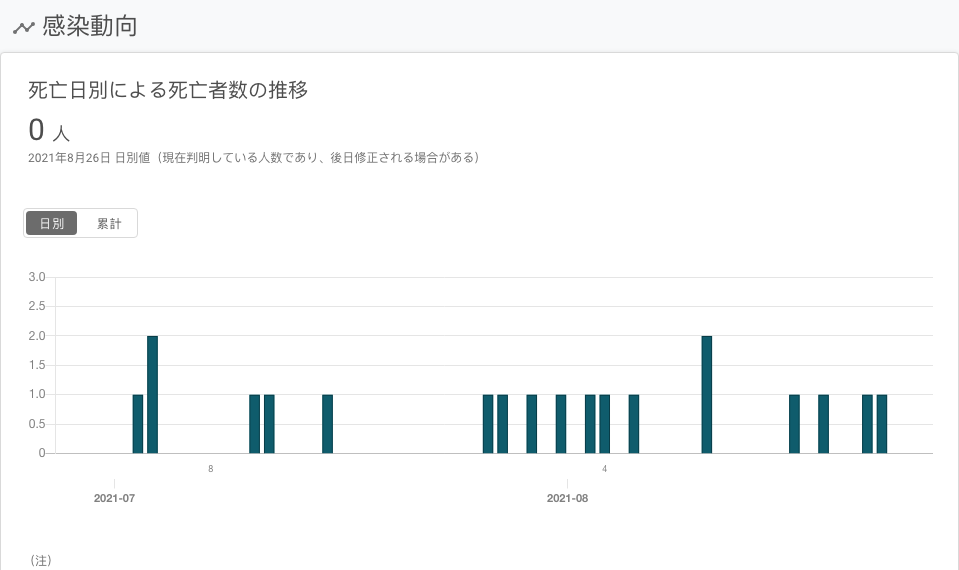 感染動向
死亡日別による死亡者数の推移
0 人
2021年8月26日 日別値（現在判明している人数であり、後日修正される場合がある）
日別 累計
3.0
2.5
2.0
1.5
1.0
0.5
0
8 4
2021-07 2021-08
（注）